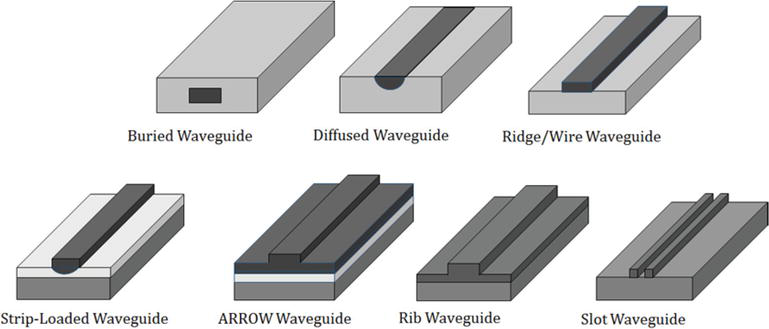 Buried Waveguide
Diffused Waveguide
Ridge/Wire Waveguide
Strip-Loaded Waveguide
ARROW Waveguide
Rib Waveguide
Slot Waveguide